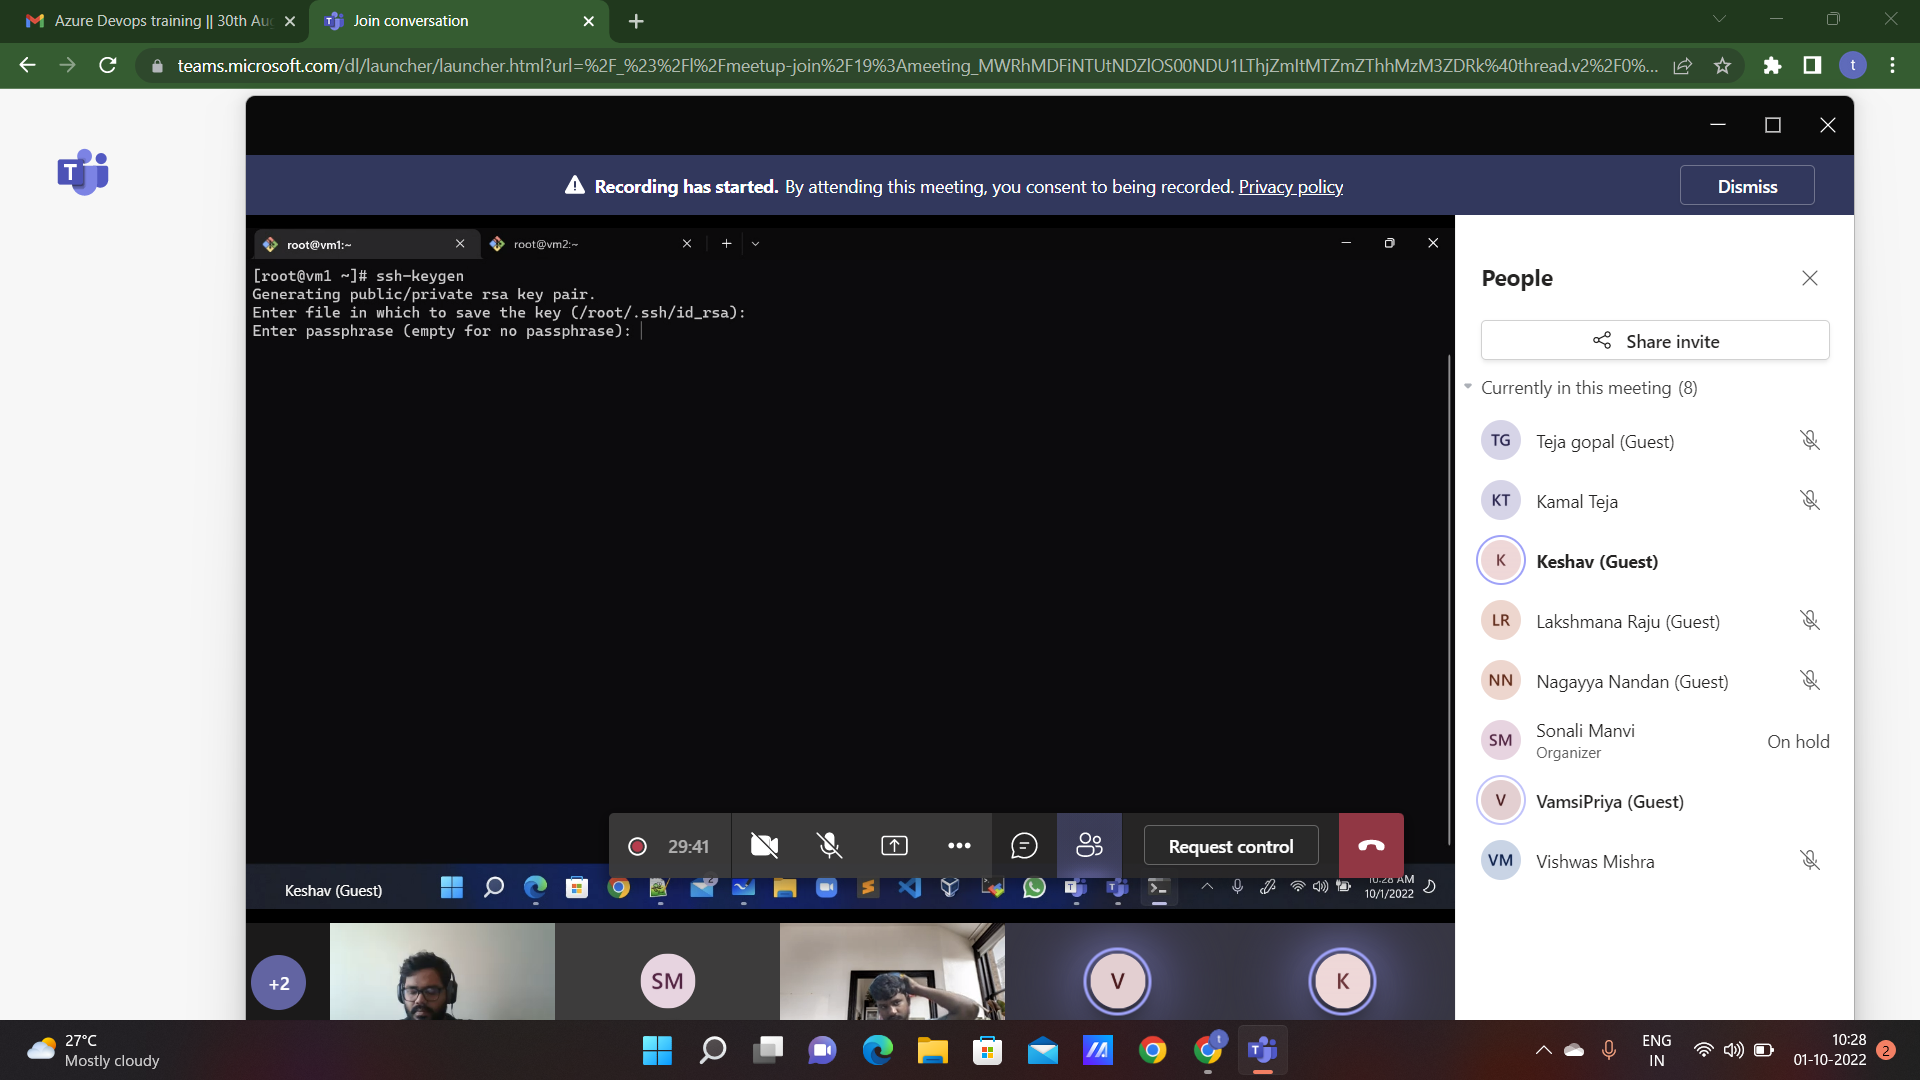 Azure Devops training || 30th Au
Join conversation
teams.microsoft.com/dl/launcher/launcher.html?url=%2F_%23%2Fl%2Fmeetup-join%2F19%3Ameeting_MWRhMDFiNTUtNDZlOS00NDU1LThjZmItMTZmZThhMzM3ZDRk%40thread.v2%2F0%...
t
T
Recording has started. By attending this meeting, you consent to being recorded. Privacy policy
Dismiss
root@vm1:~
root@vm2:~
[root@vm1 ~]# ssh-keygen
Generating public/private rsa key pair.
Enter file in which to save the key (/root/.ssh/id_rsa):
Enter passphrase (empty for no passphrase):
People
Share invite
Currently in this meeting (8)
TG Teja gopal (Guest)
KT Kamal Teja
K Keshav (Guest)
LR Lakshmana Raju (Guest)
NN Nagayya Nandan (Guest)
SM Sonali Manvi
Organizer
On hold
V VamsiPriya (Guest)
VM Vishwas Mishra
29:41
Request control
Keshav (Guest)
10:28 AM
10/1/2022
+2
SM
V
K
27°C
Mostly cloudy
t
T
ENG
IN
10:28
01-10-2022
2